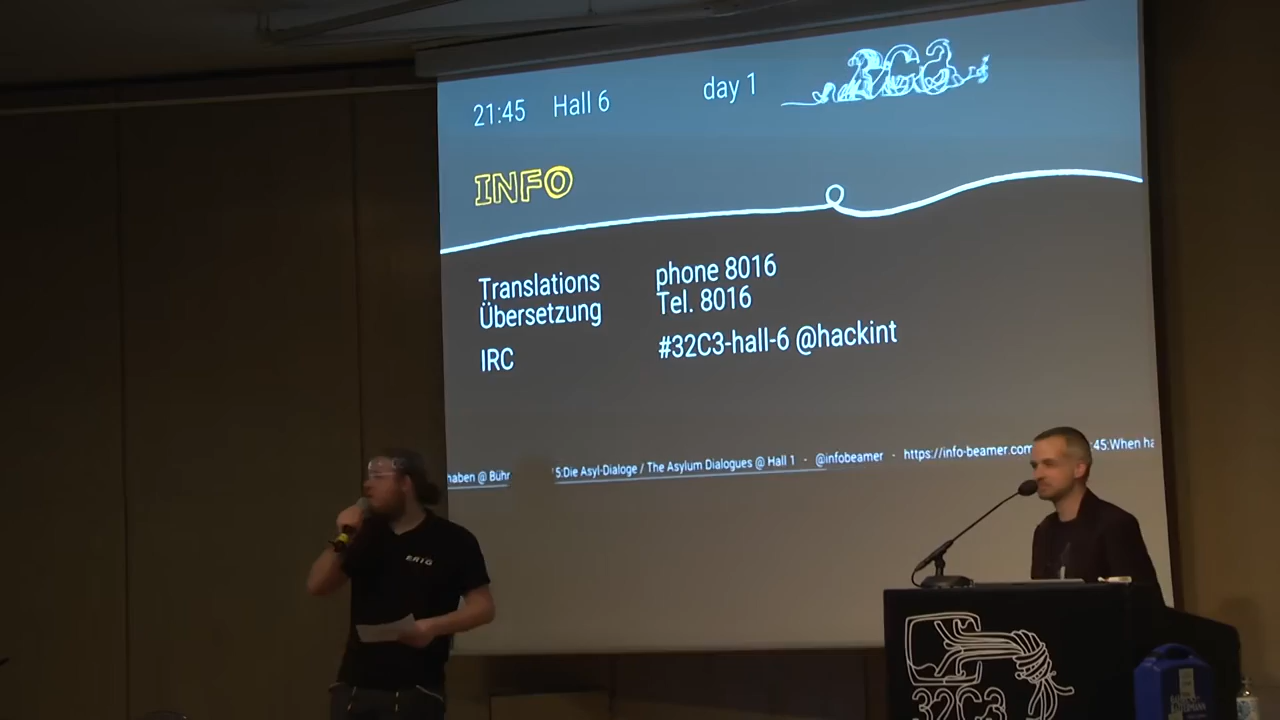 21:45 Hall 6 day 1 32C3
INFO
Translations phone 8016
Übersetzung Tel. 8016
IRC #32C3-hall-6 @hackint
haben @ Bühr 5:Die Asyl-Dialoge / The Asylum Dialogues @ Hall 1 - @infobeamer - https://info-beamer.com :45:When ha
32C3